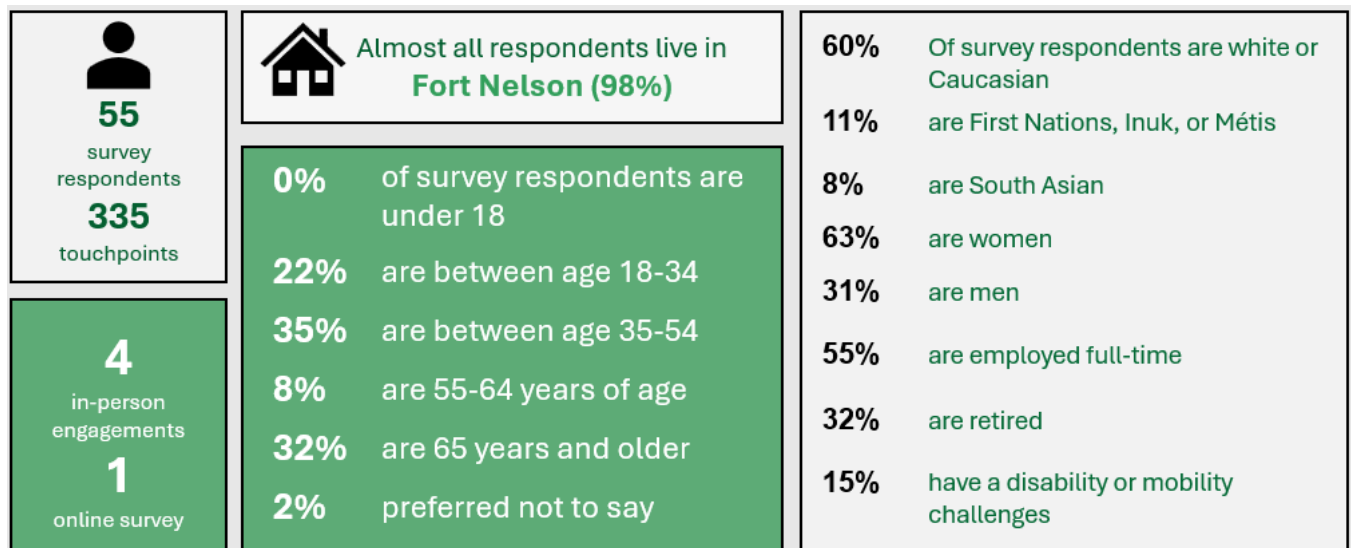 55
survey
respondents
335
touchpoints
4
in-person
engagements
1
online survey
Almost all respondents live in
Fort Nelson (98%)
0% of survey respondents are
under 18
22% are between age 18-34
35% are between age 35-54
8% are 55-64 years of age
32% are 65 years and older
2% preferred not to say
60% Of survey respondents are white or
Caucasian
11% are First Nations, Inuk, or Métis
8% are South Asian
63% are women
31% are men
55% are employed full-time
32% are retired
15% have a disability or mobility
challenges